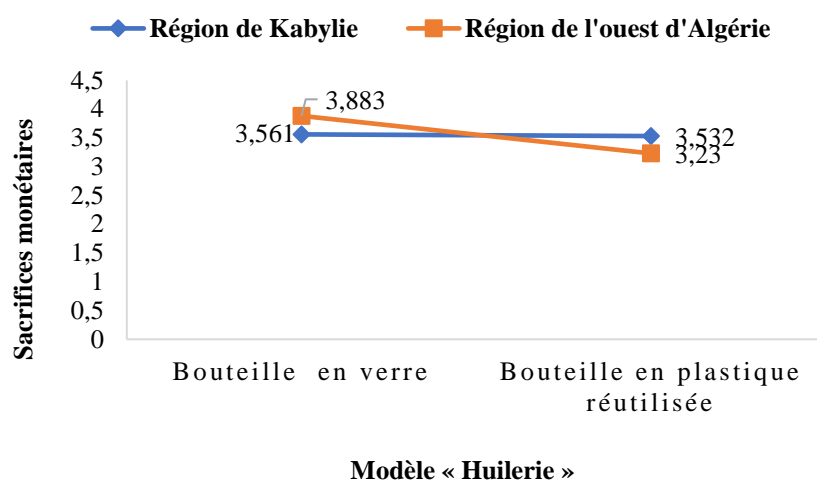 Région de Kabylie Région de l'ouest d'Algérie
Sacrifices monétaires
4,5
4
3,5
3
2,5
2
1,5
1
0,5
0
3,883
3,561
3,532
3,23
Bouteille en verre
Bouteille en plastique
réutilisée
Modèle « Huilerie »